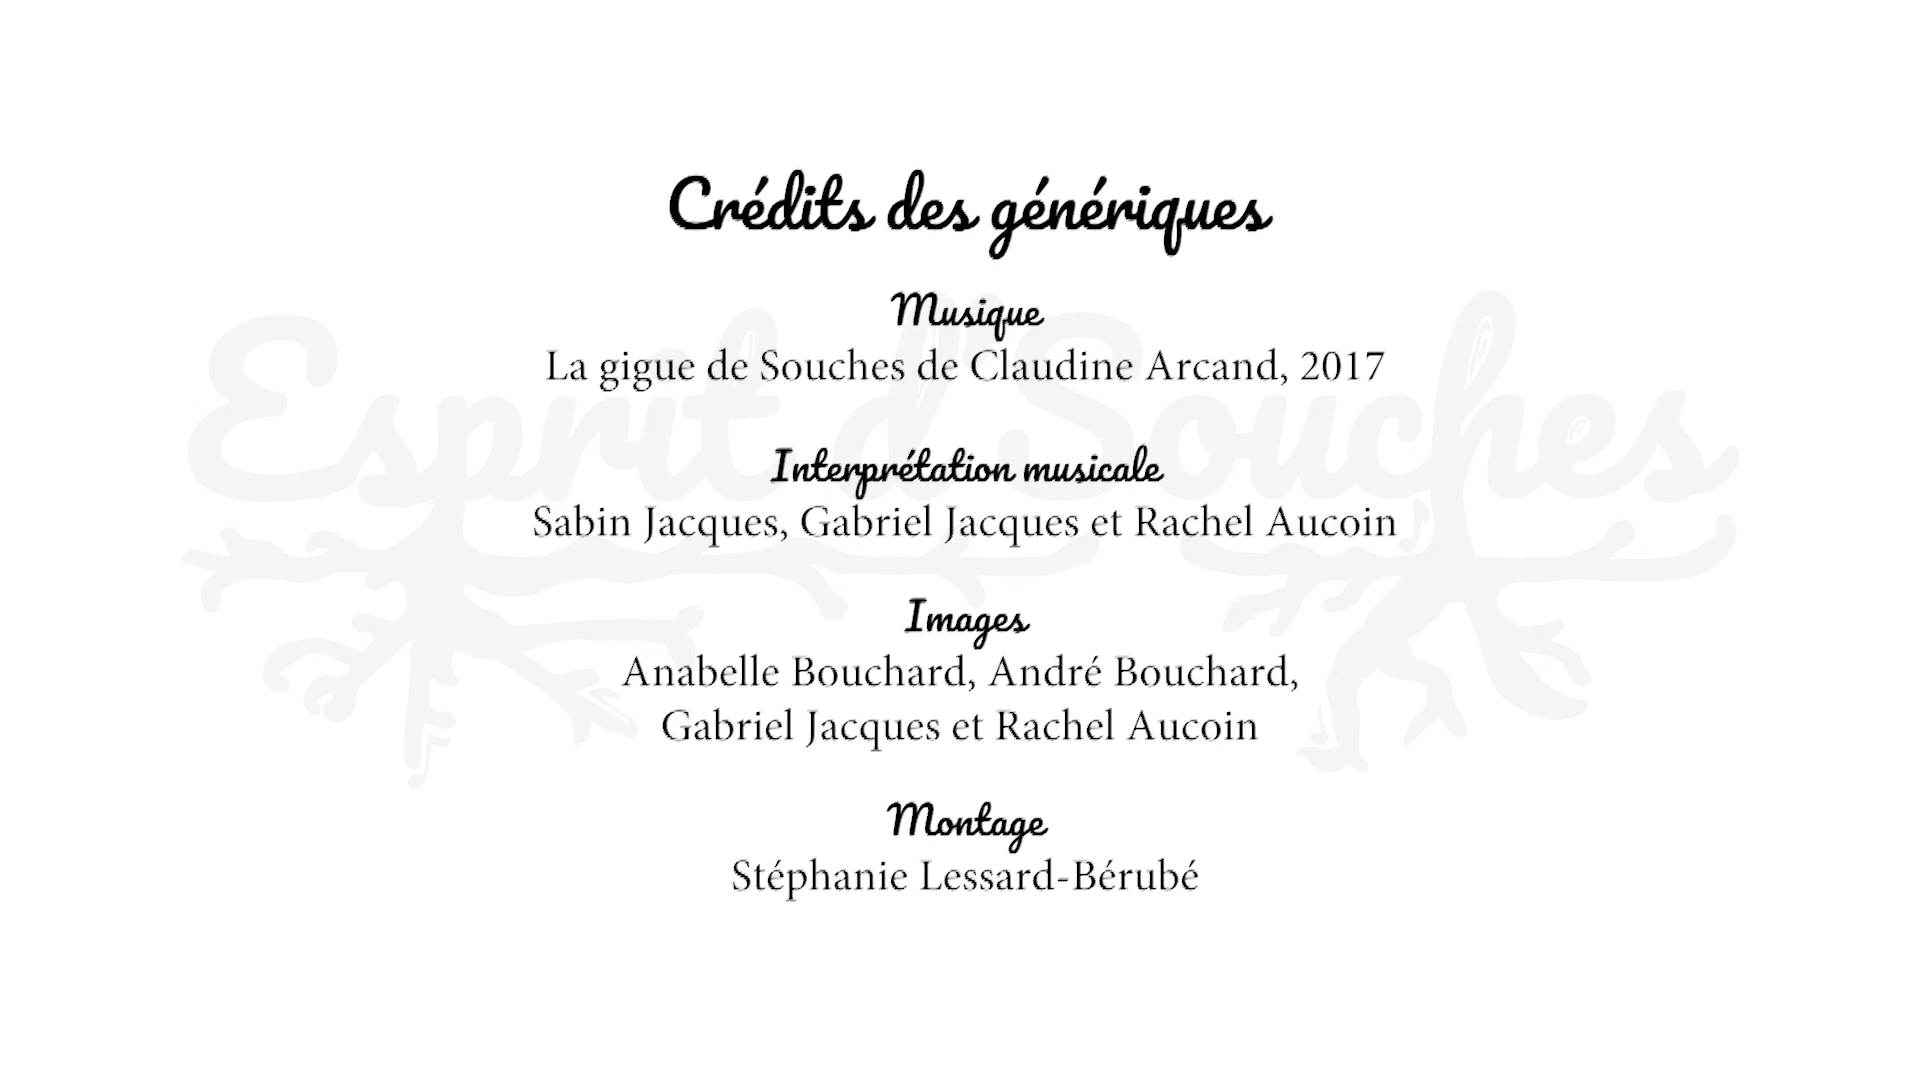 Crédits des génériques
Musique
La gigue de Souches de Claudine Arcand, 2017
Esprit d'Souches
Interprétation musicale
Sabin Jacques, Gabriel Jacques et Rachel Aucoin
Images
Anabelle Bouchard, André Bouchard,
Gabriel Jacques et Rachel Aucoin
Montage
Stéphanie Lessard-Bérubé